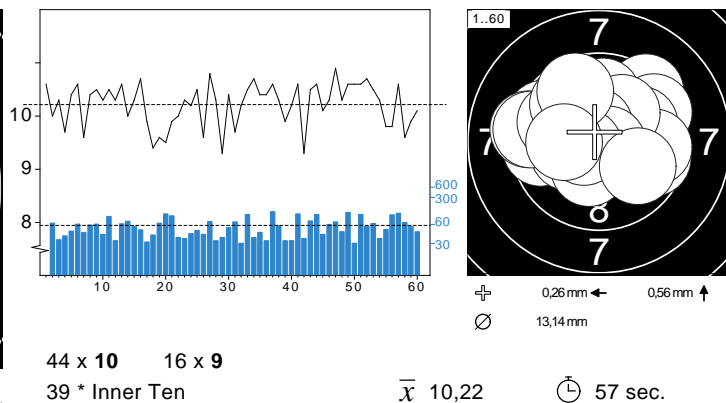 1..60
7
10
9
8
600
300
60
30
7
7
8
7
10 20 30 40 50 60
0,26 mm 0,56 mm
Ø 13,14 mm
44 x 10 16 x 9
39 * Inner Ten x̅ 10,22 57 sec.